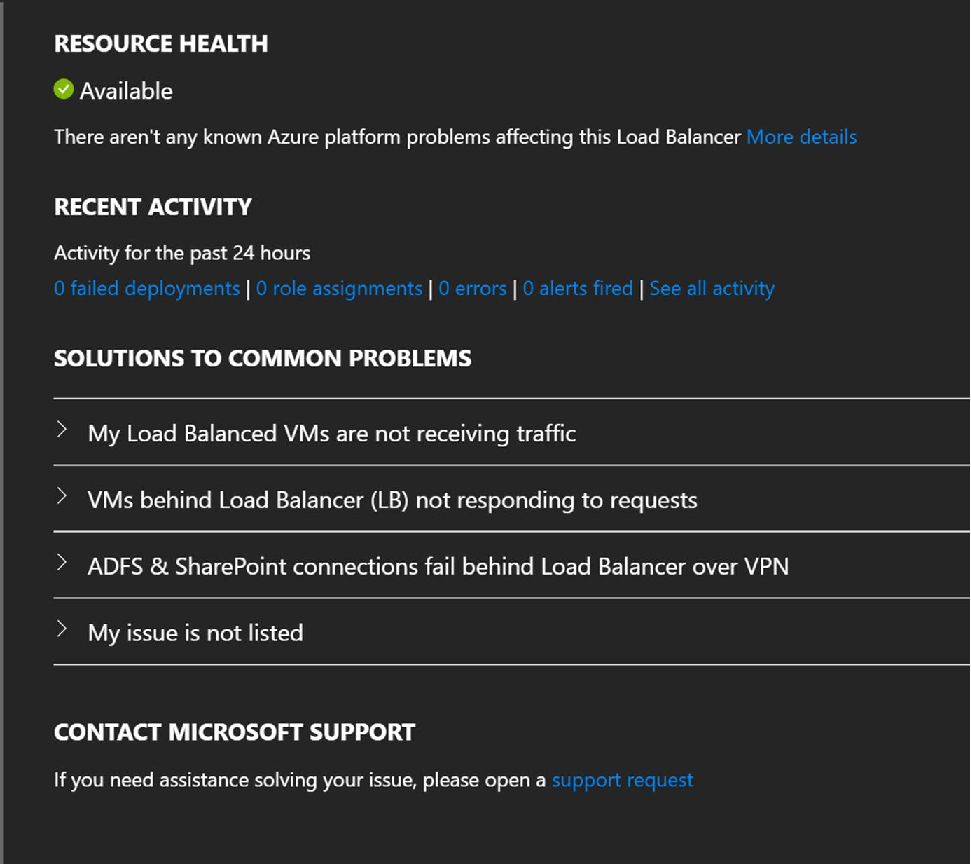 RESOURCE HEALTH
Available
There aren't any known Azure platform problems affecting this Load Balancer More details
RECENT ACTIVITY
Activity for the past 24 hours
0 failed deployments | 0 role assignments | 0 errors | 0 alerts fired | See all activity
SOLUTIONS TO COMMON PROBLEMS
My Load Balanced VMs are not receiving traffic
VMs behind Load Balancer (LB) not responding to requests
ADFS & SharePoint connections fail behind Load Balancer over VPN
My issue is not listed
CONTACT MICROSOFT SUPPORT
If you need assistance solving your issue, please open a support request